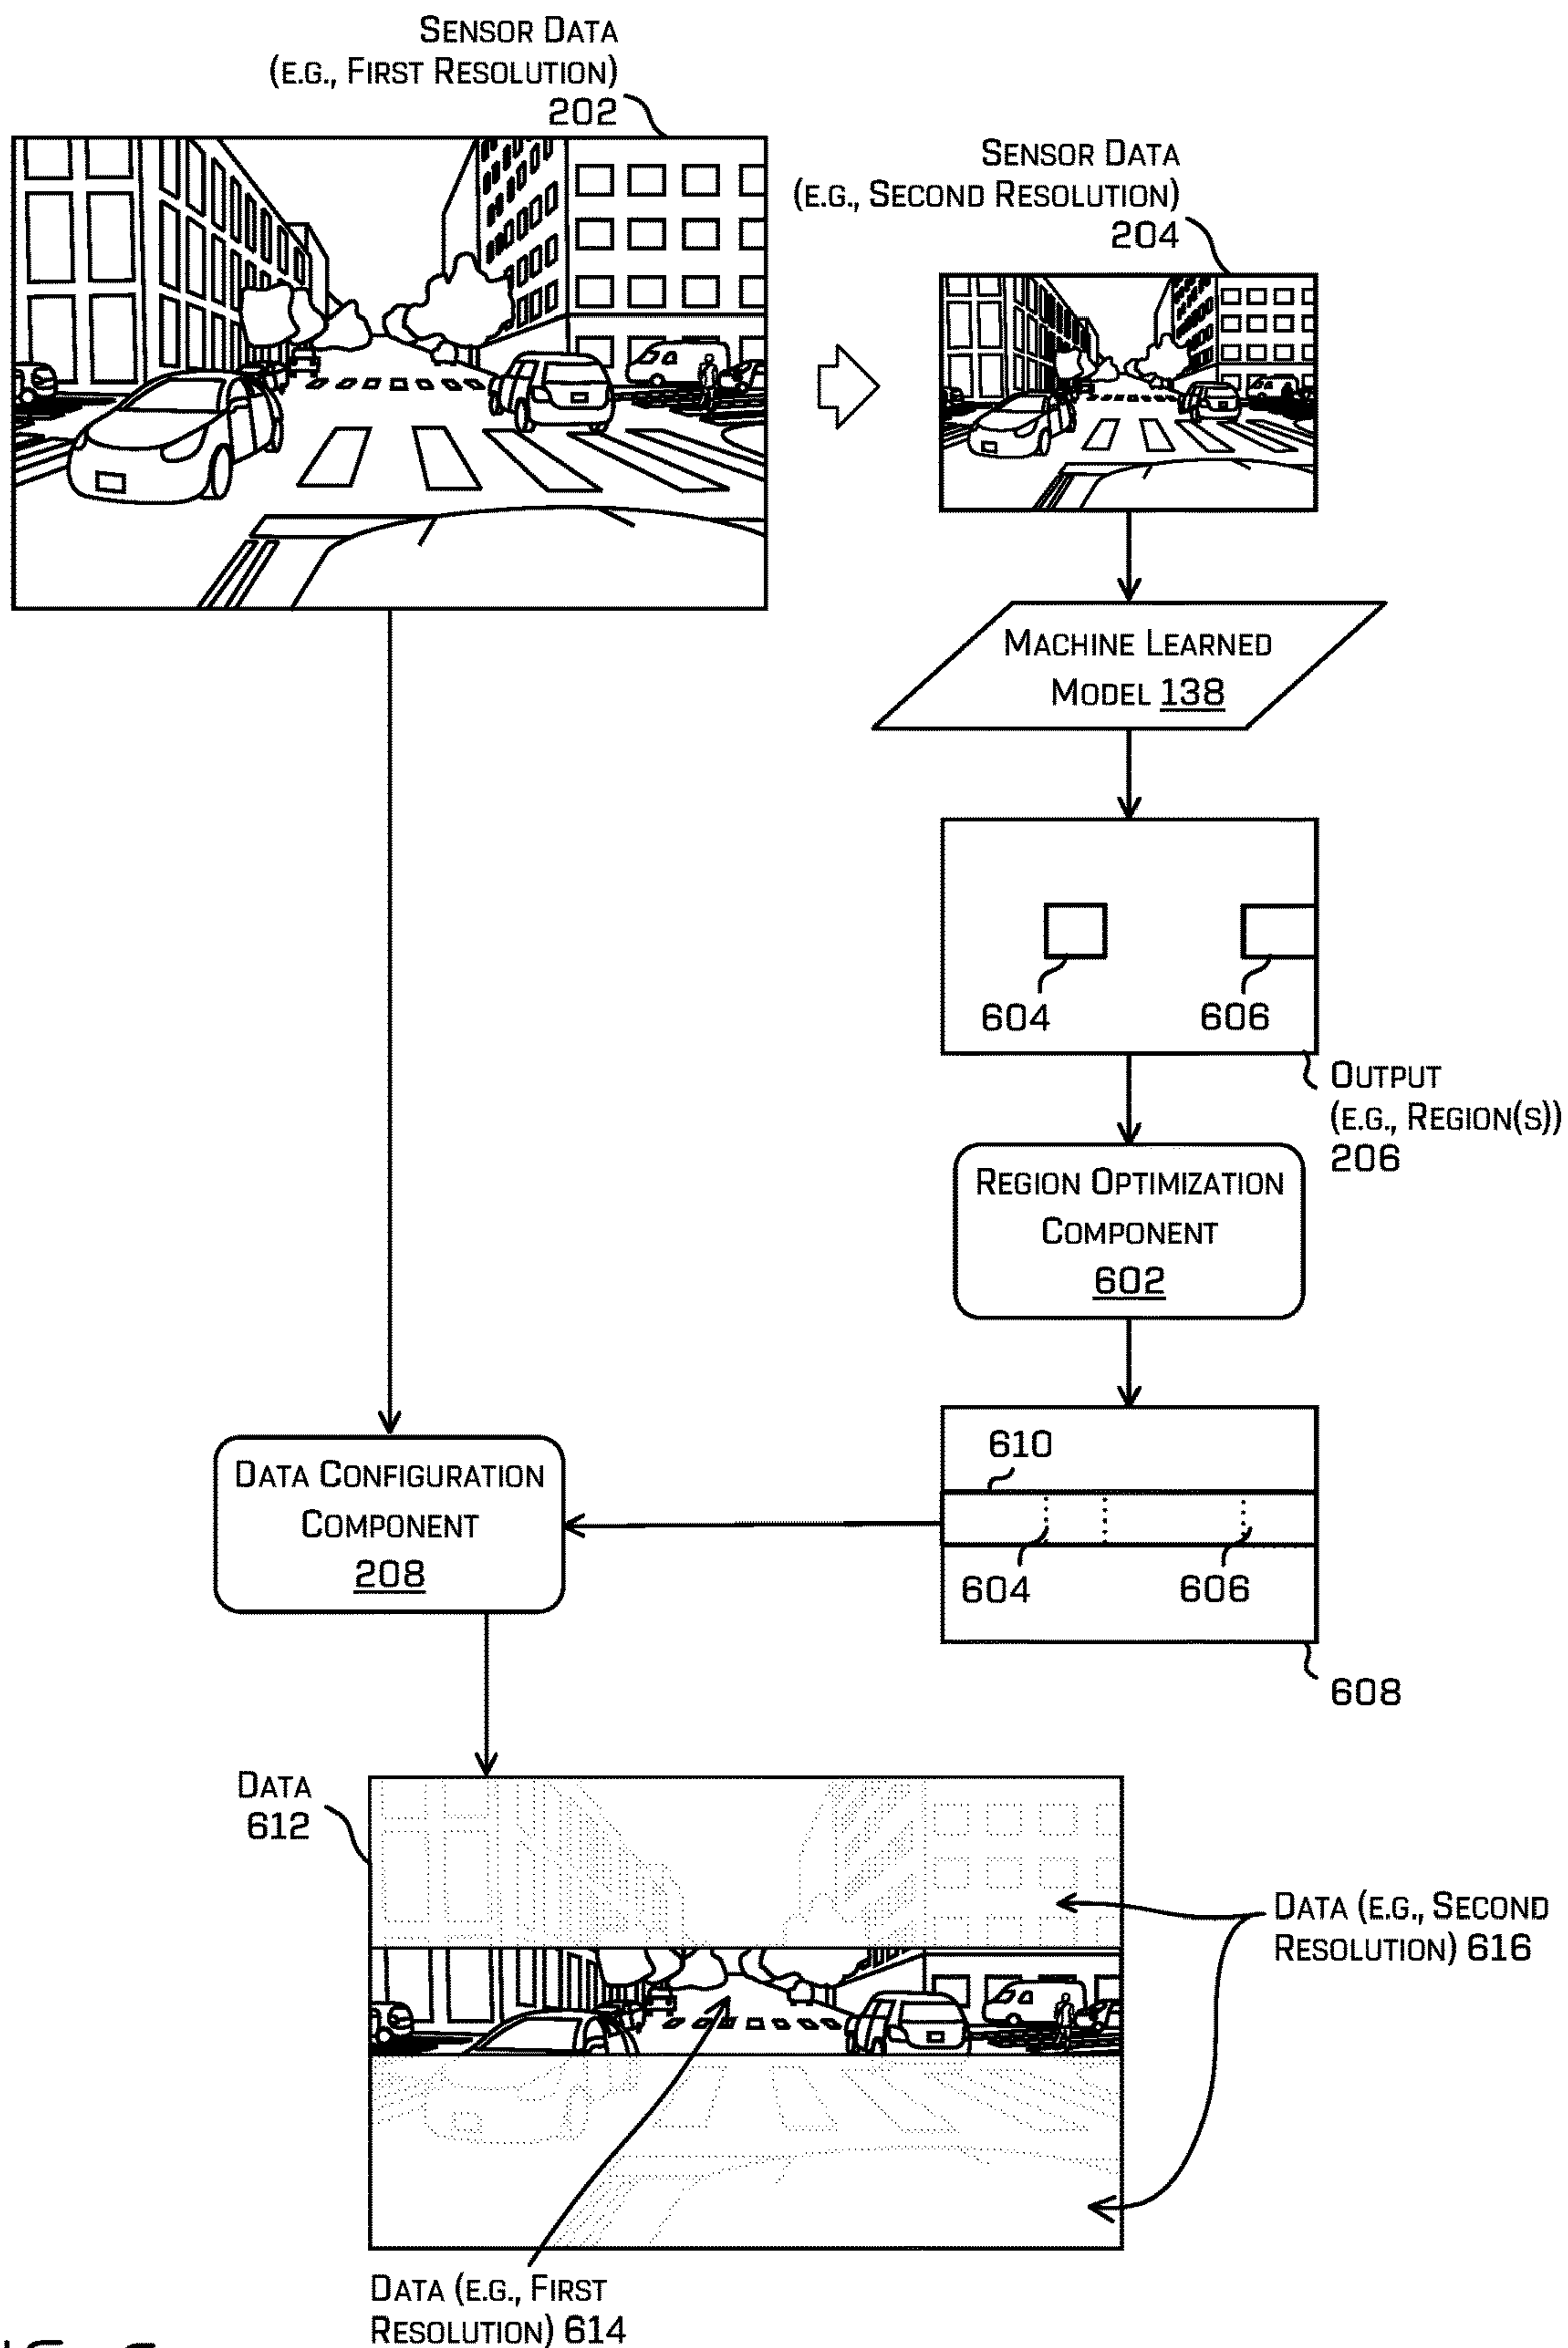 SENSOR DATA
(E.G., FIRST RESOLUTION)
202
SENSOR DATA
(E.G., SECOND RESOLUTION)
204
MACHINE LEARNED
MODEL 138
604
606
OUTPUT
(E.G., REGION(S))
206
REGION OPTIMIZATION
COMPONENT
602
610
604
606
608
DATA CONFIGURATION
COMPONENT
208
DATA
612
DATA (E.G., SECOND
RESOLUTION) 616
DATA (E.G., FIRST
RESOLUTION) 614